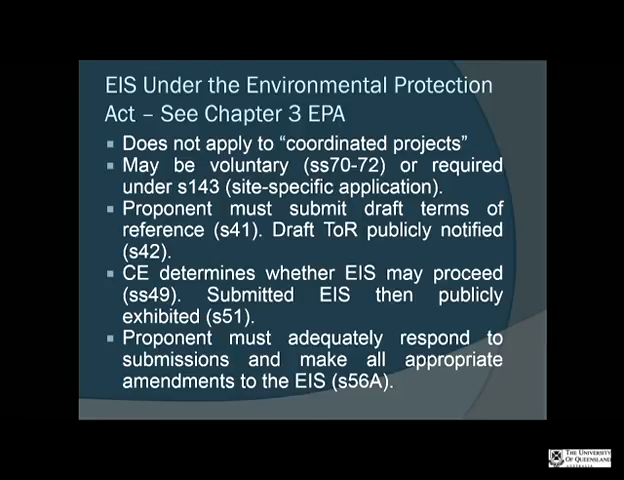 EIS Under the Environmental Protection
Act – See Chapter 3 EPA
Does not apply to “coordinated projects”
May be voluntary (ss70-72) or required
under s143 (site-specific application).
Proponent must submit draft terms of
reference (s41). Draft ToR publicly notified
(s42).
CE determines whether EIS may proceed
(ss49). Submitted EIS then publicly
exhibited (s51).
Proponent must adequately respond to
submissions and make all appropriate
amendments to the EIS (s56A).
THE UNIVERSITY
OF QUEENSLAND
AUSTRALIA